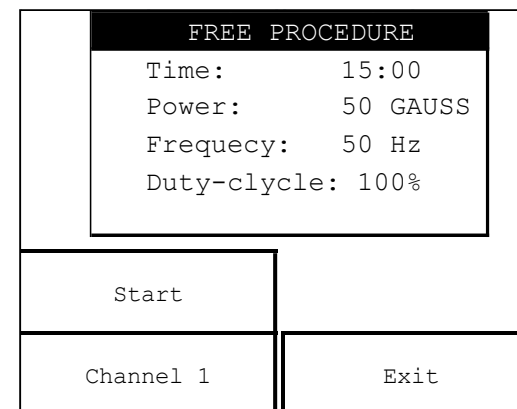 FREE PROCEDURE
Time: 15:00
Power: 50 GAUSS
Frequecy: 50 Hz
Duty-clycle: 100%
Start
Channel 1 Exit